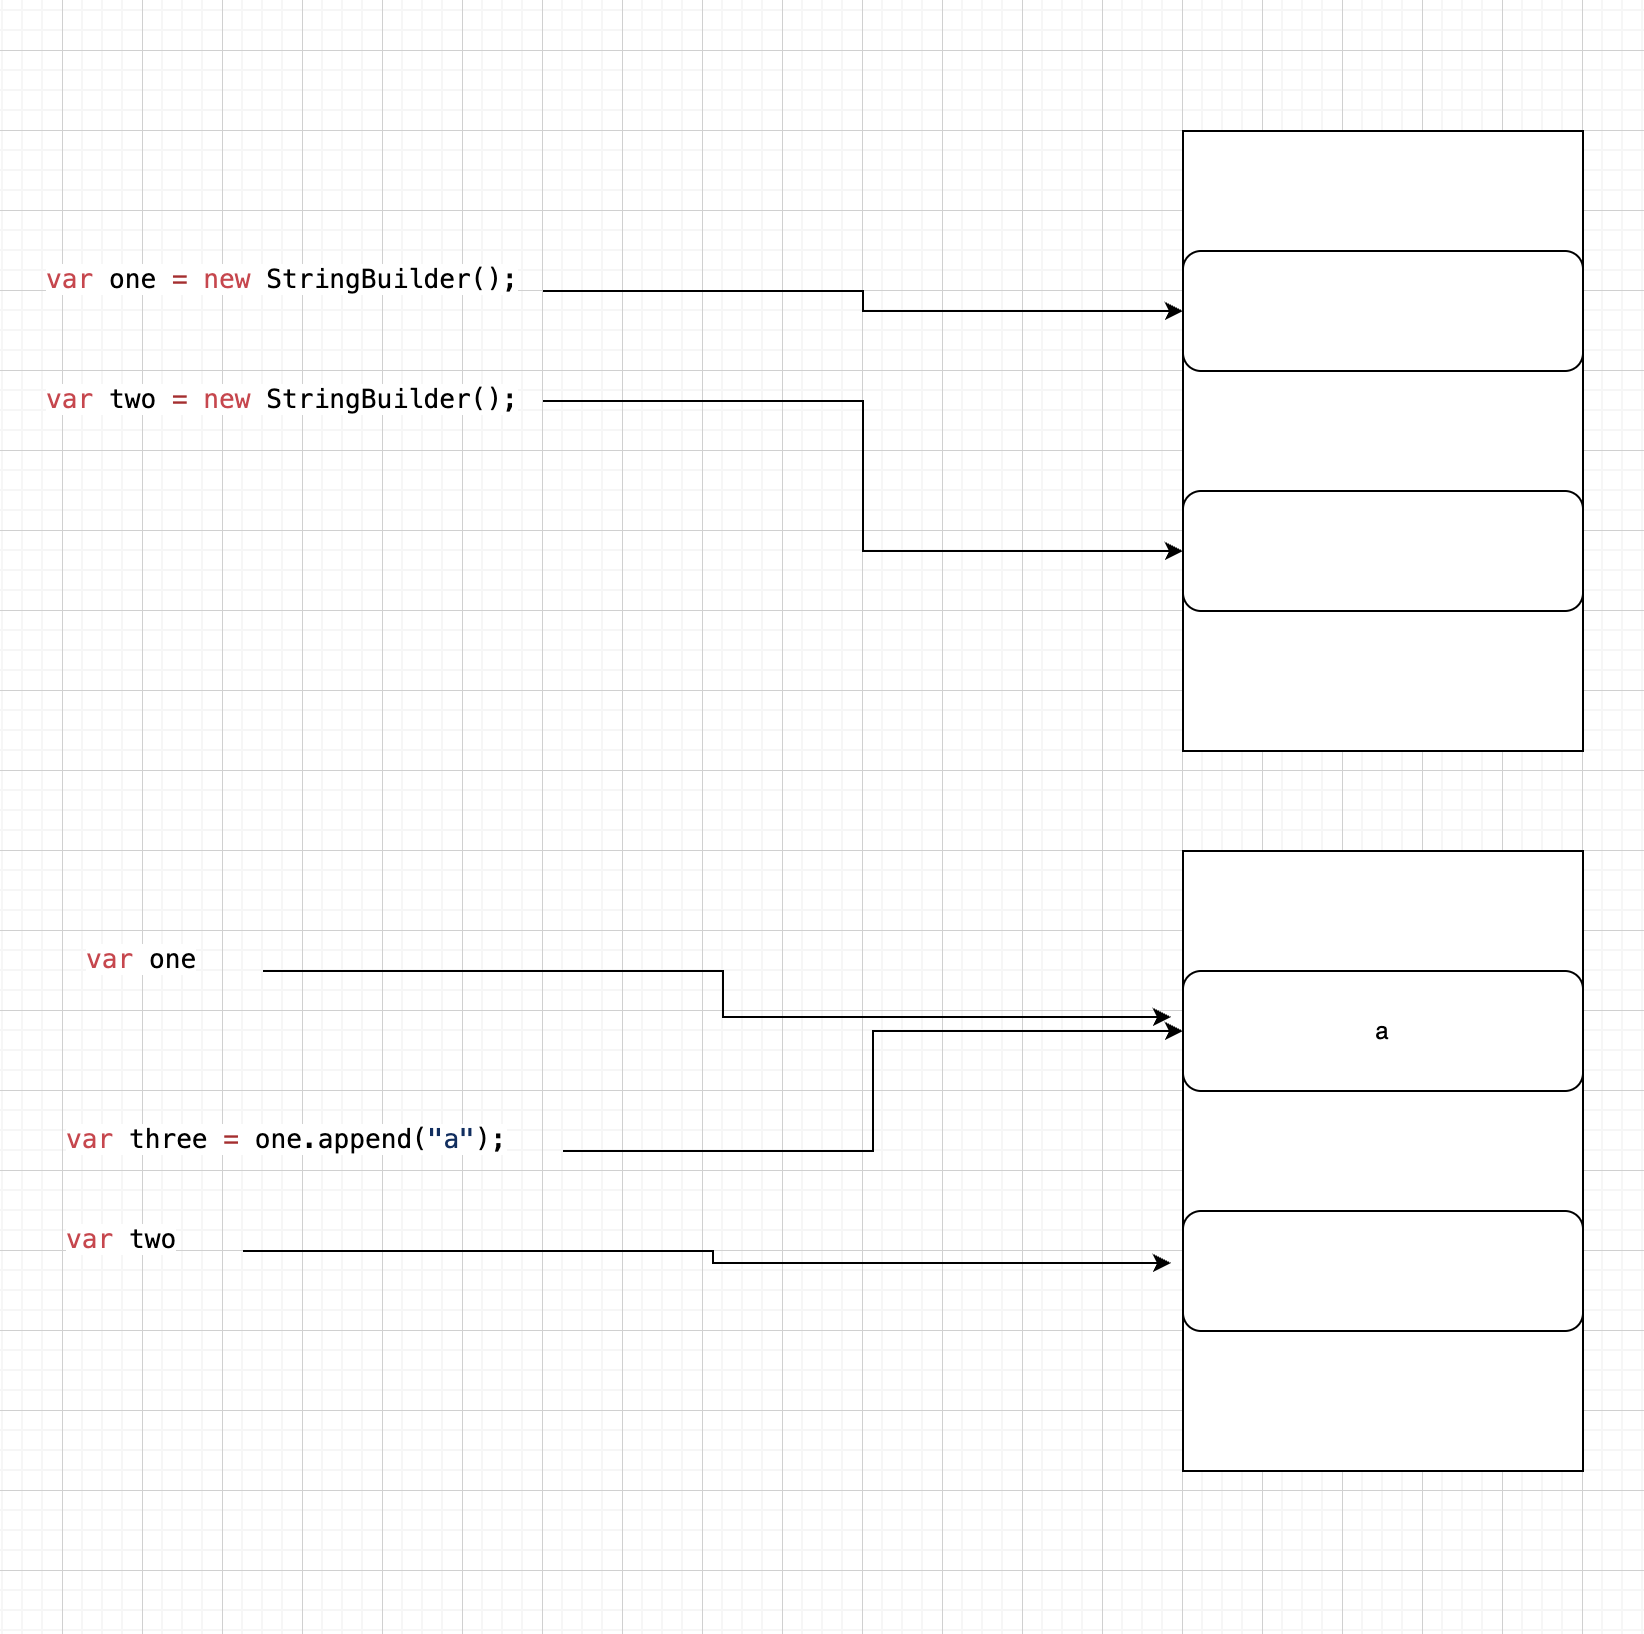 var one = new StringBuilder();
var two = new StringBuilder();
var one
a
var three = one.append("a");
var two